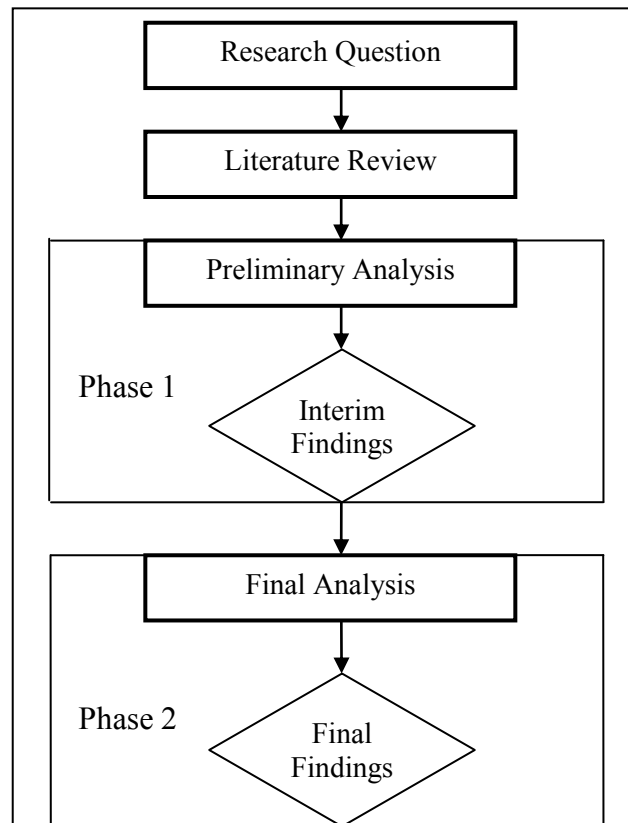 Research Question
Literature Review
Preliminary Analysis
Phase 1
Interim
Findings
Final Analysis
Phase 2
Final
Findings